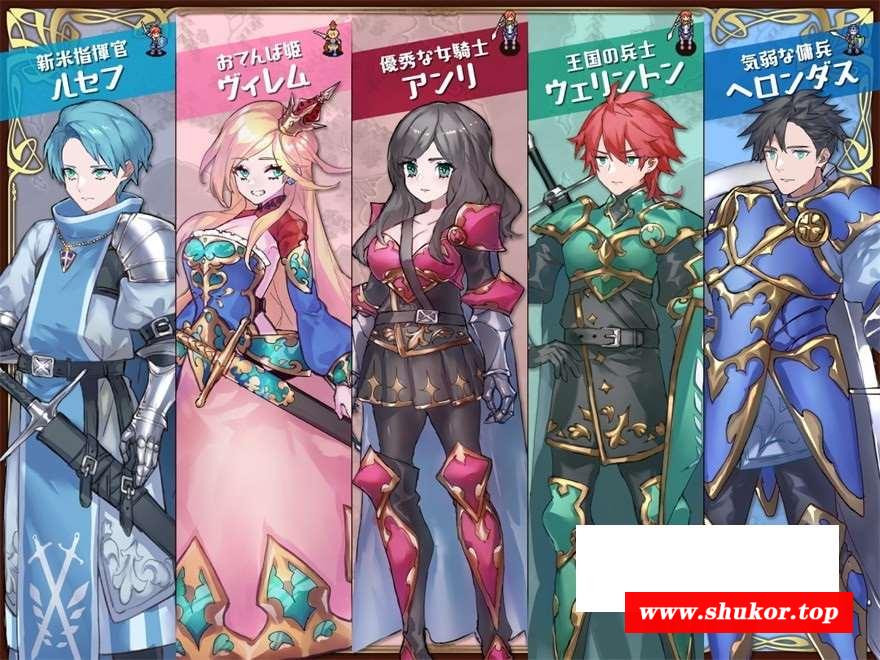 新米指揮官
ルセフ
おてんば姫
ヴィレム
優秀な女騎士
アンリ
王国の兵士
ウェリントン
気弱な傭兵
ヘロンダス
www.shukor.top